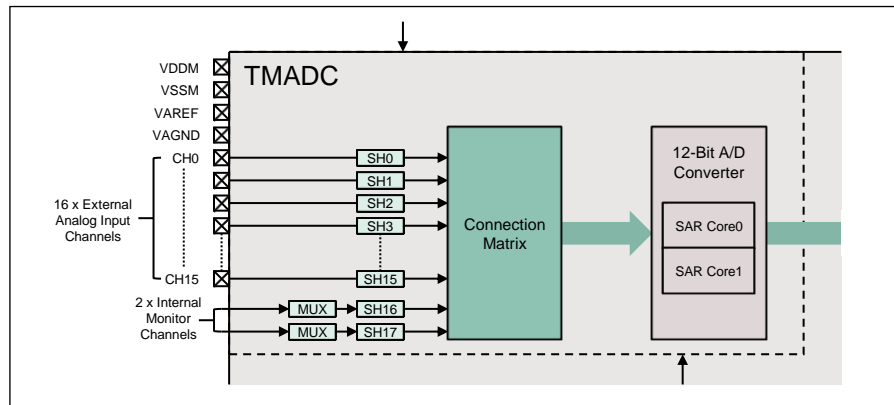 TMADC
VDDM
VSSM
VAREF
VAGND
CH0
CH15
16 x External
Analog Input
Channels
2 x Internal
Monitor
Channels
SH0
SH1
SH2
SH3
SH15
MUX
SH16
MUX
SH17
Connection
Matrix
12-Bit A/D
Converter
SAR Core0
SAR Core1